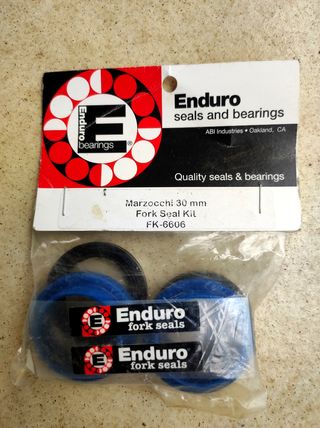 Enduro
bearings
E
®
Enduro
seals and bearings
ABI Industries • Oakland, CA
Quality seals & bearings
Marzocchi 30 mm
Fork Seal Kit
FK-6606
E
Enduro
fork seals
E
Enduro
fork seals